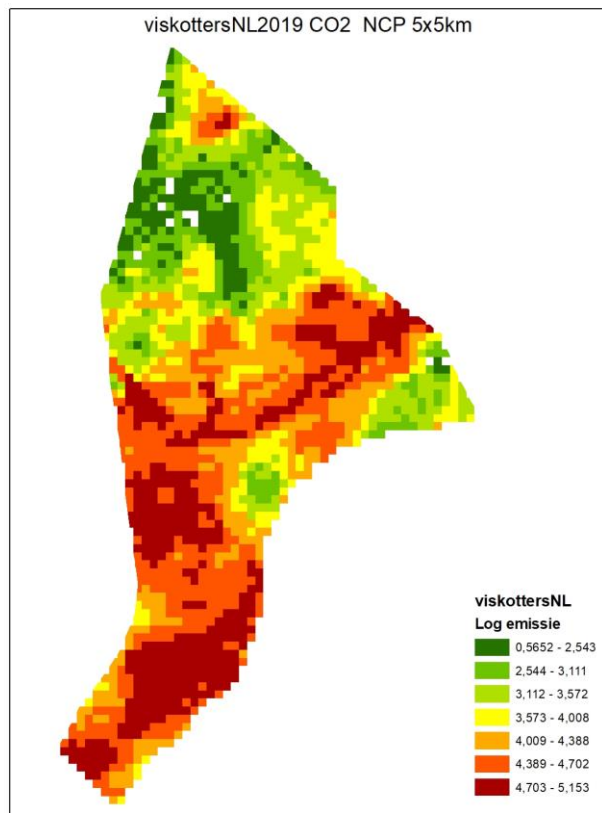 viskottersNL2019 CO2 NCP 5x5km
viskottersNL
Log emissie
0,5652 - 2,543
2,544 - 3,111
3,112 - 3,572
3,573 - 4,008
4,009 - 4,388
4,389 - 4,702
4,703 - 5,153